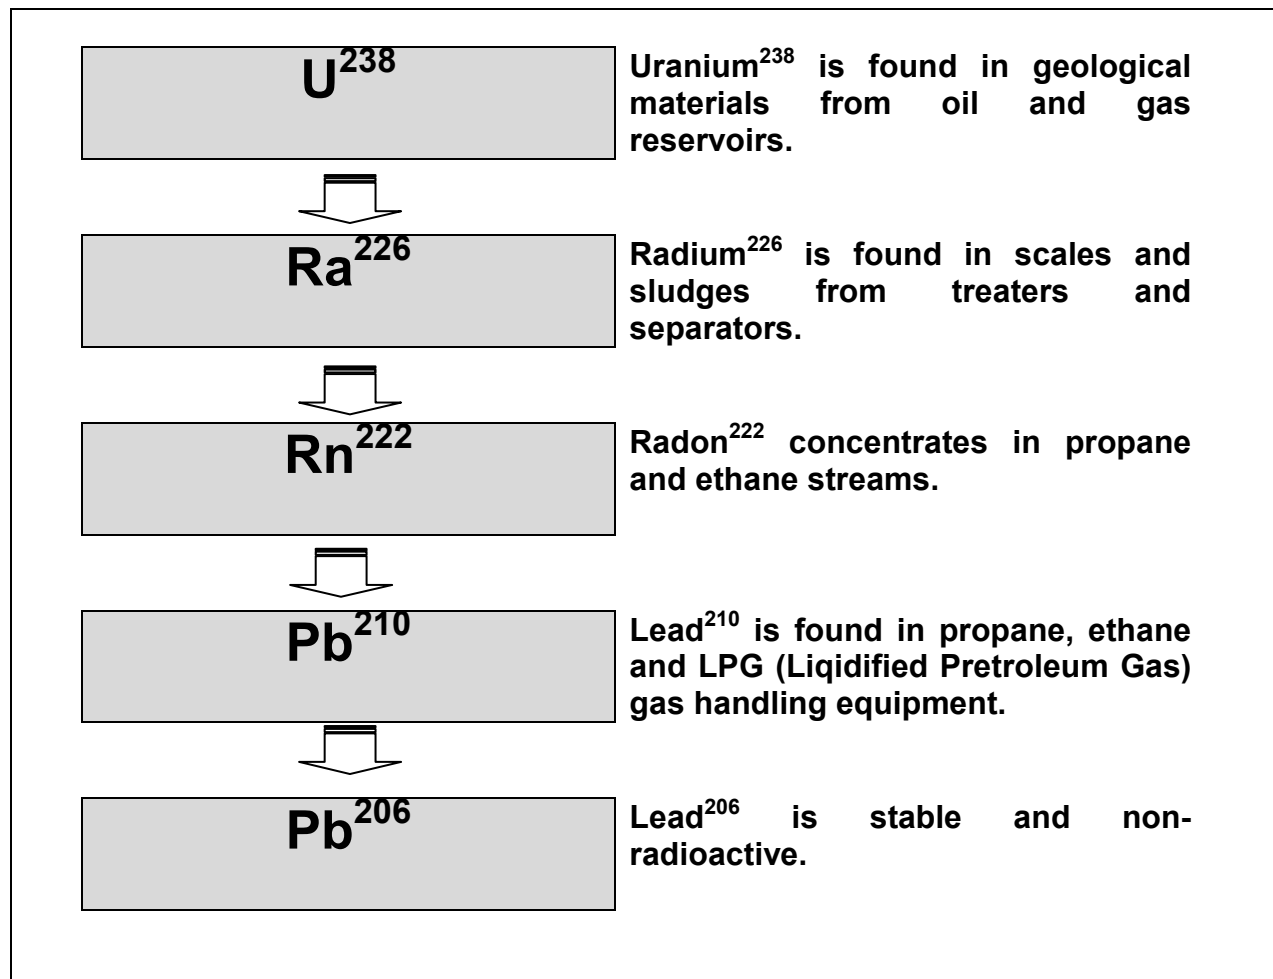 U²³⁸
Uranium²³⁸ is found in geological
materials from oil and gas
reservoirs.
Ra²²⁶
Radium²²⁶ is found in scales and
sludges from treaters and
separators.
Rn²²²
Radon²²² concentrates in propane
and ethane streams.
Pb²¹⁰
Lead²¹⁰ is found in propane, ethane
and LPG (Liqidified Pretroleum Gas)
gas handling equipment.
Pb²⁰⁶
Lead²⁰⁶ is stable and non-
radioactive.